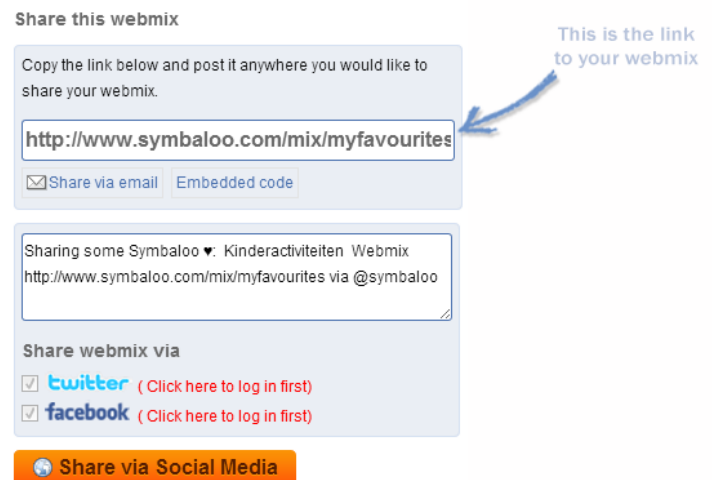 Share this webmix
This is the link
to your webmix
Copy the link below and post it anywhere you would like to
share your webmix.
http://www.symbaloo.com/mix/myfavourites
Share via email Embedded code
Sharing some Symbaloo ♥: Kinderactiviteiten Webmix
http://www.symbaloo.com/mix/myfavourites via @symbaloo
Share webmix via
twitter ( Click here to log in first)
facebook ( Click here to log in first)
Share via Social Media